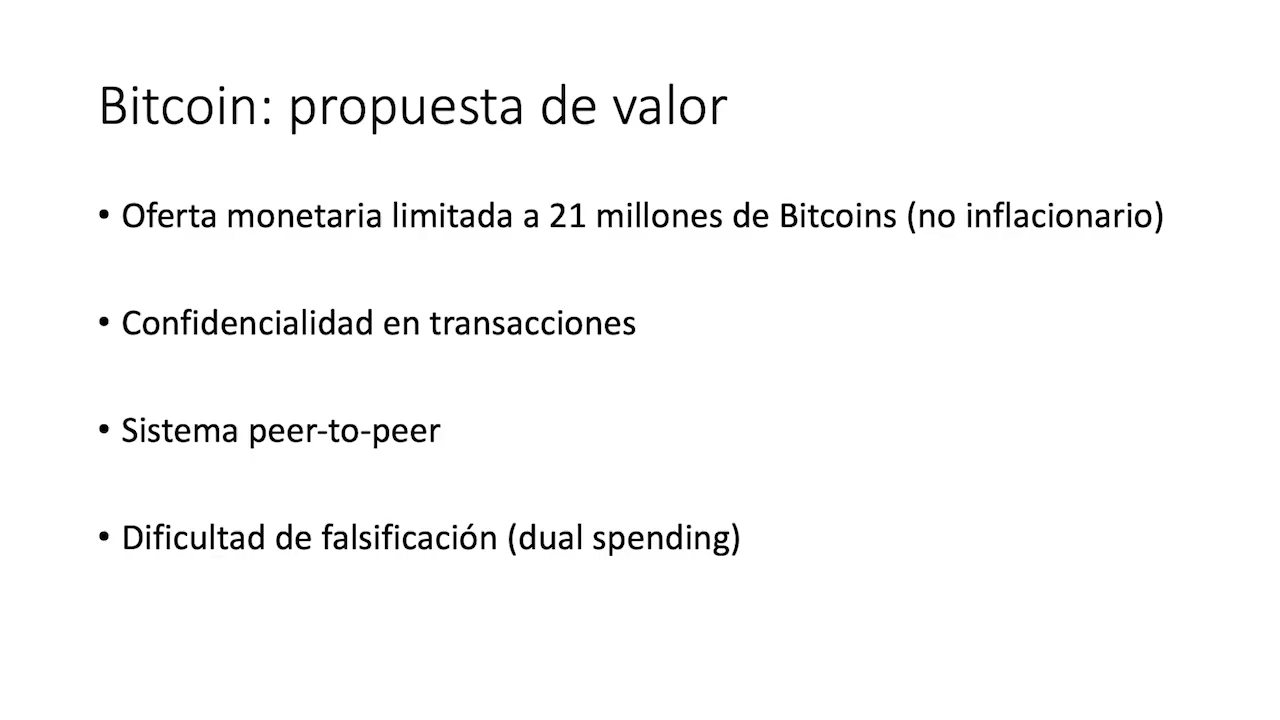 Bitcoin: propuesta de valor
• Oferta monetaria limitada a 21 millones de Bitcoins (no inflacionario)
• Confidencialidad en transacciones
• Sistema peer-to-peer
• Dificultad de falsificación (dual spending)